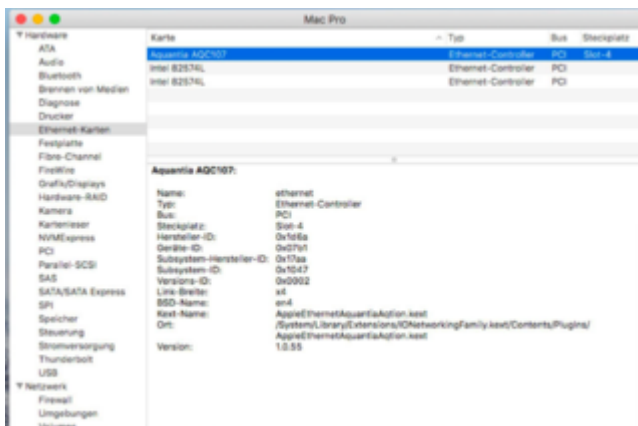 Mac Pro
Hardware
ATA
Audio
Bluetooth
Brennen von Medien
Diagnose
Drucker
Ethernet-Karten
Festplatte
Fibre-Channel
FireWire
Grafik/Displays
Hardware-RAID
Kamera
Kartenleser
NVMExpress
PCI
Parallel-SCSI
SAS
SATA/SATA Express
SPI
Speicher
Steuerung
Stromversorgung
Thunderbolt
USB
Netzwerk
Firewall
Umgebungen
Volumes
Karte Typ Bus Steckplatz
Aquantia AQC107 Ethernet-Controller PCI Slot-4
Intel 82574L Ethernet-Controller PCI
Intel 82574L Ethernet-Controller PCI
Aquantia AQC107:
Name: ethernet
Typ: Ethernet-Controller
Bus: PCI
Steckplatz: Slot-4
Hersteller-ID: 0x1d6a
Geräte-ID: 0x07b1
Subsystem-Hersteller-ID: 0x17aa
Subsystem-ID: 0x1047
Versions-ID: 0x0002
Link-Breite: x4
BSD-Name: en4
Kext-Name: AppleEthernetAquantiaAqtion.kext
Ort: /System/Library/Extensions/IONetworkingFamily.kext/Contents/PlugIns/
AppleEthernetAquantiaAqtion.kext
Version: 1.0.55